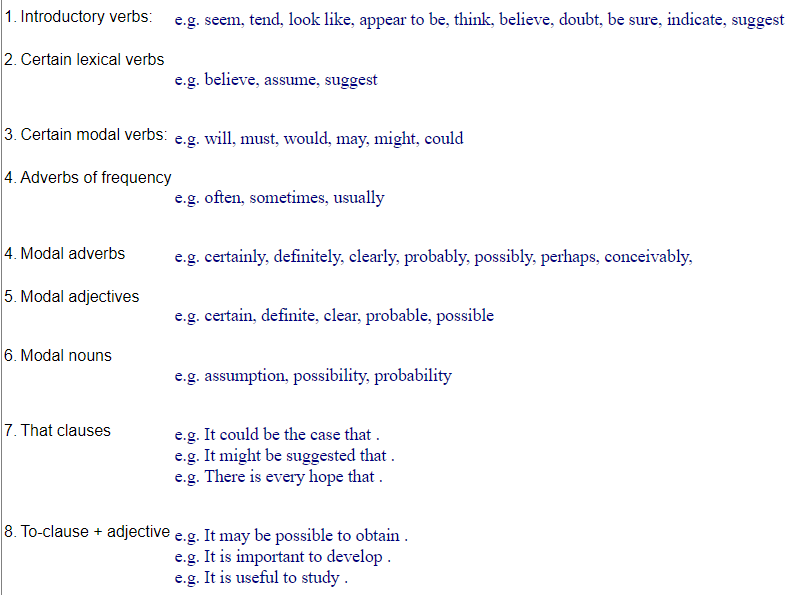 1. Introductory verbs: e.g. seem, tend, look like, appear to be, think, believe, doubt, be sure, indicate, suggest
2. Certain lexical verbs
e.g. believe, assume, suggest
3. Certain modal verbs: e.g. will, must, would, may, might, could
4. Adverbs of frequency
e.g. often, sometimes, usually
4. Modal adverbs e.g. certainly, definitely, clearly, probably, possibly, perhaps, conceivably,
5. Modal adjectives
e.g. certain, definite, clear, probable, possible
6. Modal nouns
e.g. assumption, possibility, probability
7. That clauses e.g. It could be the case that .
e.g. It might be suggested that .
e.g. There is every hope that .
8. To-clause + adjective e.g. It may be possible to obtain .
e.g. It is important to develop .
e.g. It is useful to study .